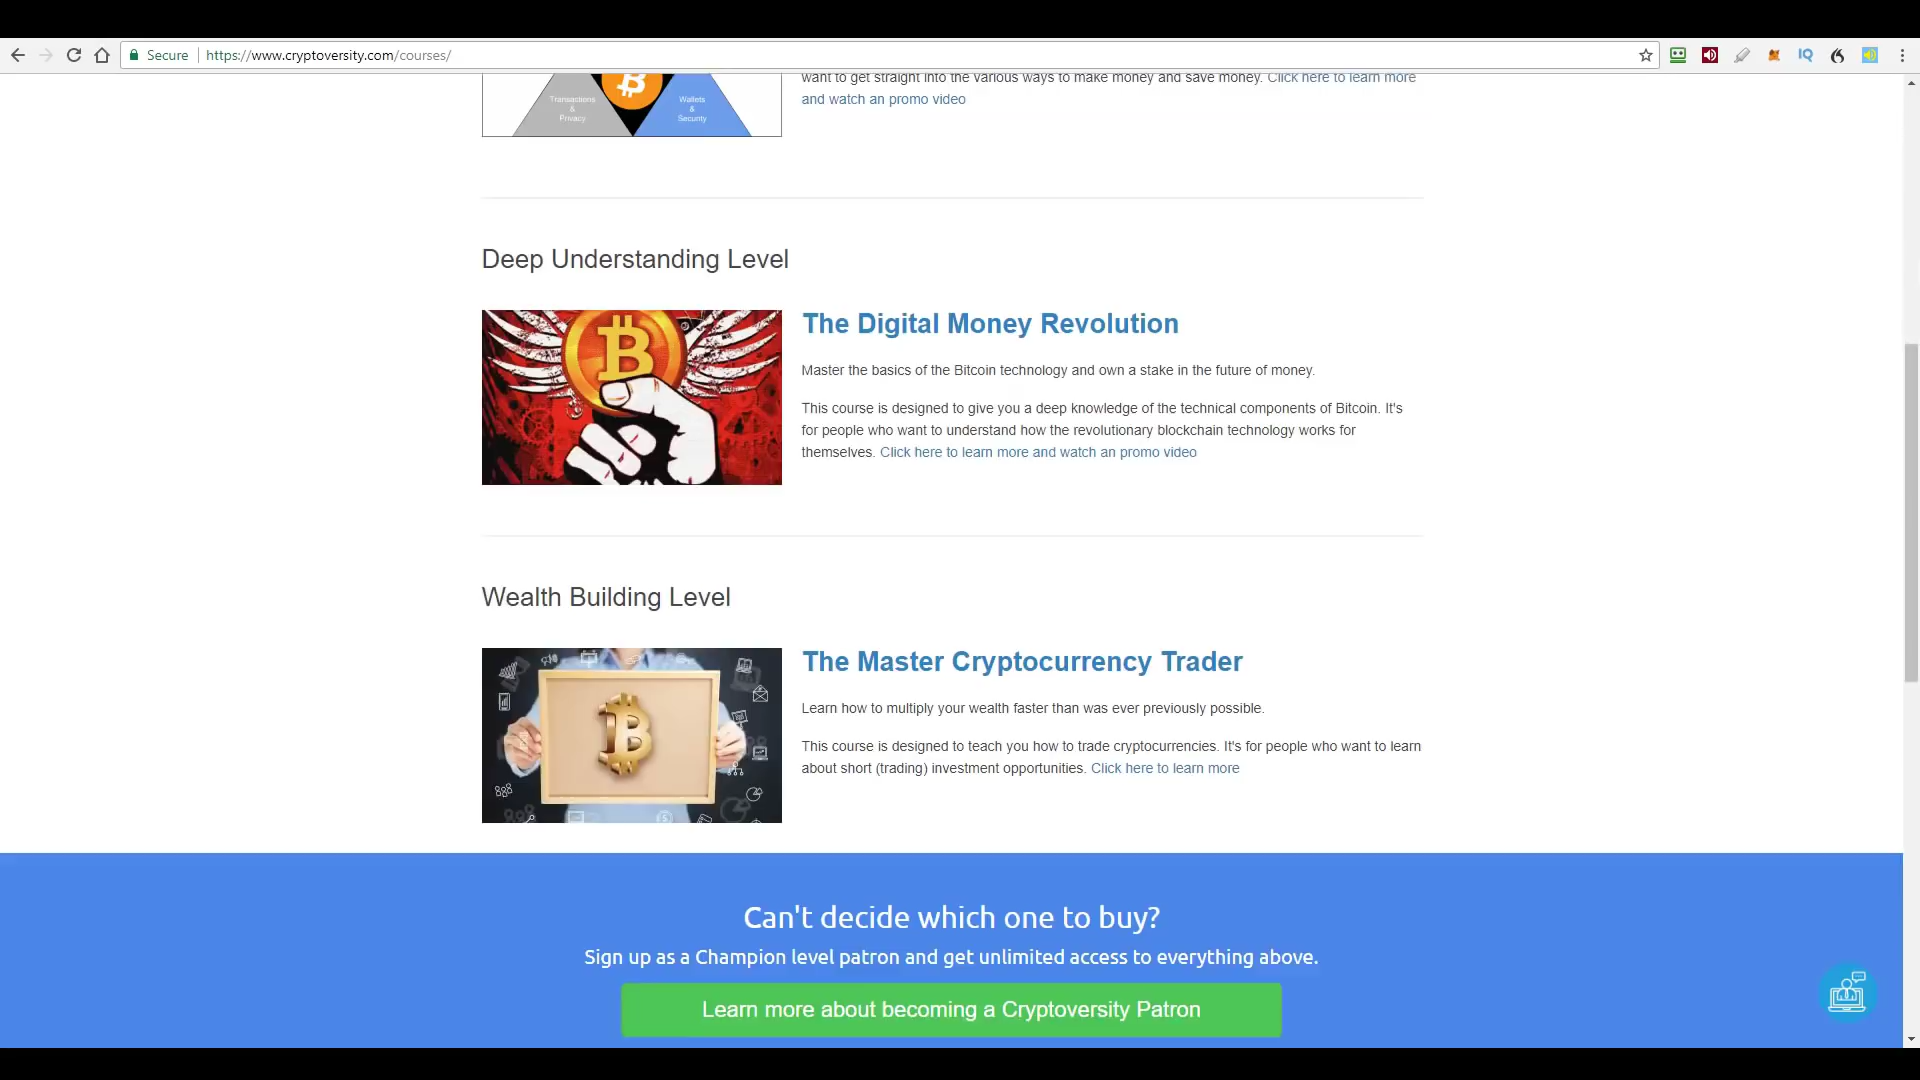 Secure
https://www.cryptoversity.com/courses/
want to get straight into the various ways to make money and save money. Click here to learn more
and watch an promo video
Transactions
&
Privacy
Wallets
&
Security
Deep Understanding Level
The Digital Money Revolution
Master the basics of the Bitcoin technology and own a stake in the future of money.
This course is designed to give you a deep knowledge of the technical components of Bitcoin. It's
for people who want to understand how the revolutionary blockchain technology works for
themselves. Click here to learn more and watch an promo video
Wealth Building Level
The Master Cryptocurrency Trader
Learn how to multiply your wealth faster than was ever previously possible.
This course is designed to teach you how to trade cryptocurrencies. It's for people who want to learn
about short (trading) investment opportunities. Click here to learn more
Can't decide which one to buy?
Sign up as a Champion level patron and get unlimited access to everything above.
Learn more about becoming a Cryptoversity Patron